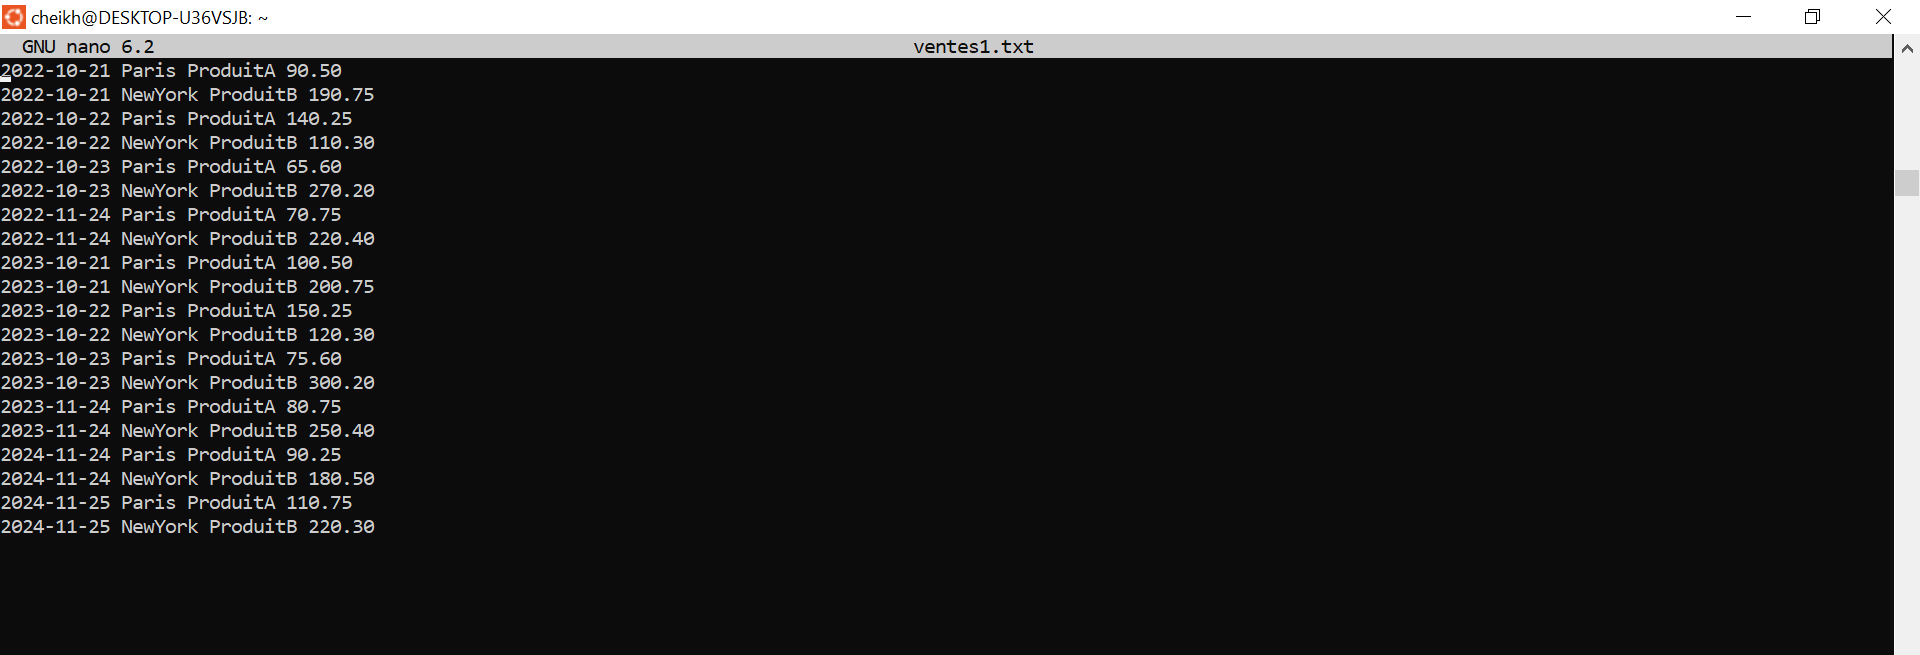 cheikh@DESKTOP-U36VSJB: ~
GNU nano 6.2 ventes1.txt
2022-10-21 Paris ProduitA 90.50
2022-10-21 NewYork ProduitB 190.75
2022-10-22 Paris ProduitA 140.25
2022-10-22 NewYork ProduitB 110.30
2022-10-23 Paris ProduitA 65.60
2022-10-23 NewYork ProduitB 270.20
2022-11-24 Paris ProduitA 70.75
2022-11-24 NewYork ProduitB 220.40
2023-10-21 Paris ProduitA 100.50
2023-10-21 NewYork ProduitB 200.75
2023-10-22 Paris ProduitA 150.25
2023-10-22 NewYork ProduitB 120.30
2023-10-23 Paris ProduitA 75.60
2023-10-23 NewYork ProduitB 300.20
2023-11-24 Paris ProduitA 80.75
2023-11-24 NewYork ProduitB 250.40
2024-11-24 Paris ProduitA 90.25
2024-11-24 NewYork ProduitB 180.50
2024-11-25 Paris ProduitA 110.75
2024-11-25 NewYork ProduitB 220.30